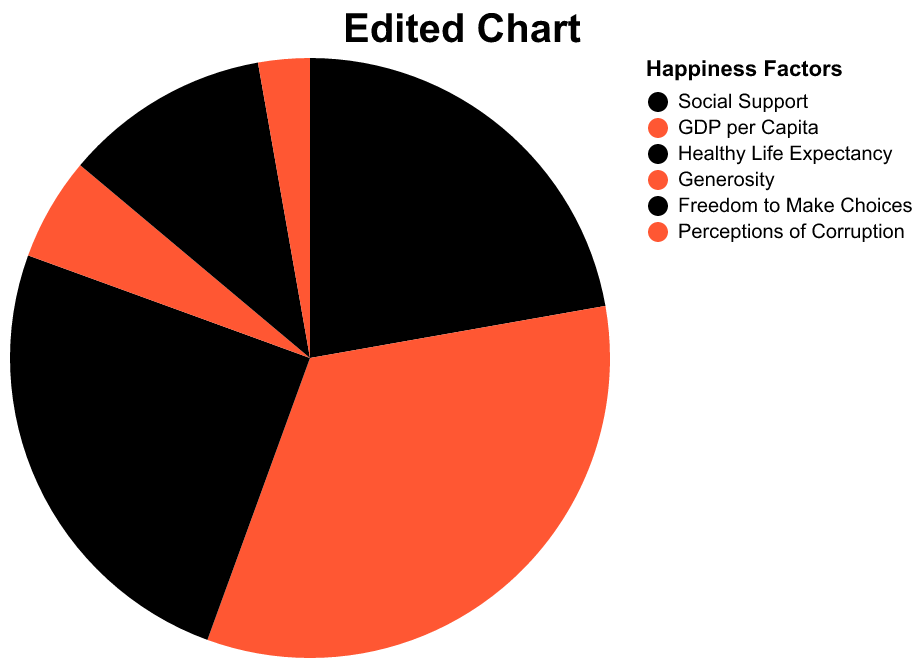 Edited Chart
Happiness Factors
Social Support
GDP per Capita
Healthy Life Expectancy
Generosity
Freedom to Make Choices
Perceptions of Corruption